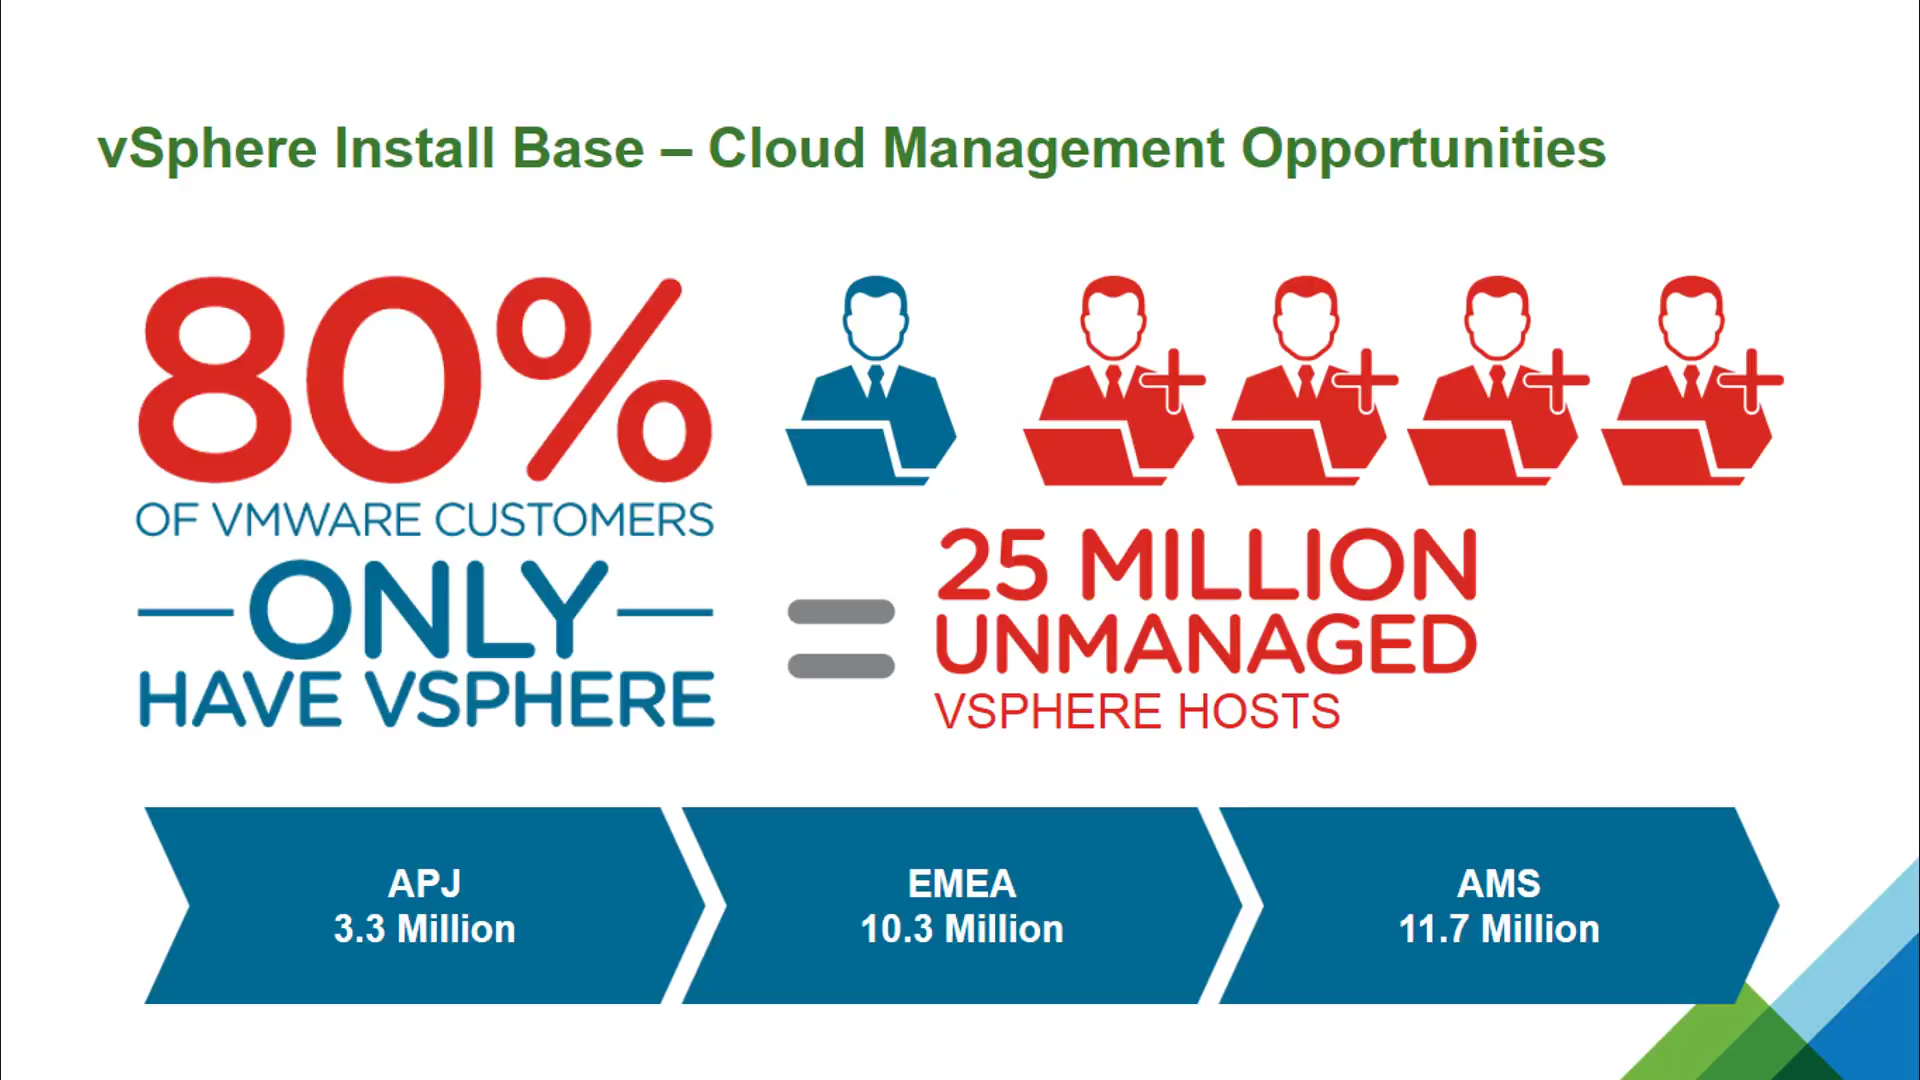 vSphere Install Base – Cloud Management Opportunities
80%
OF VMWARE CUSTOMERS
ONLY
HAVE VSPHERE
=
25 MILLION
UNMANAGED
VSPHERE HOSTS
APJ
3.3 Million
EMEA
10.3 Million
AMS
11.7 Million